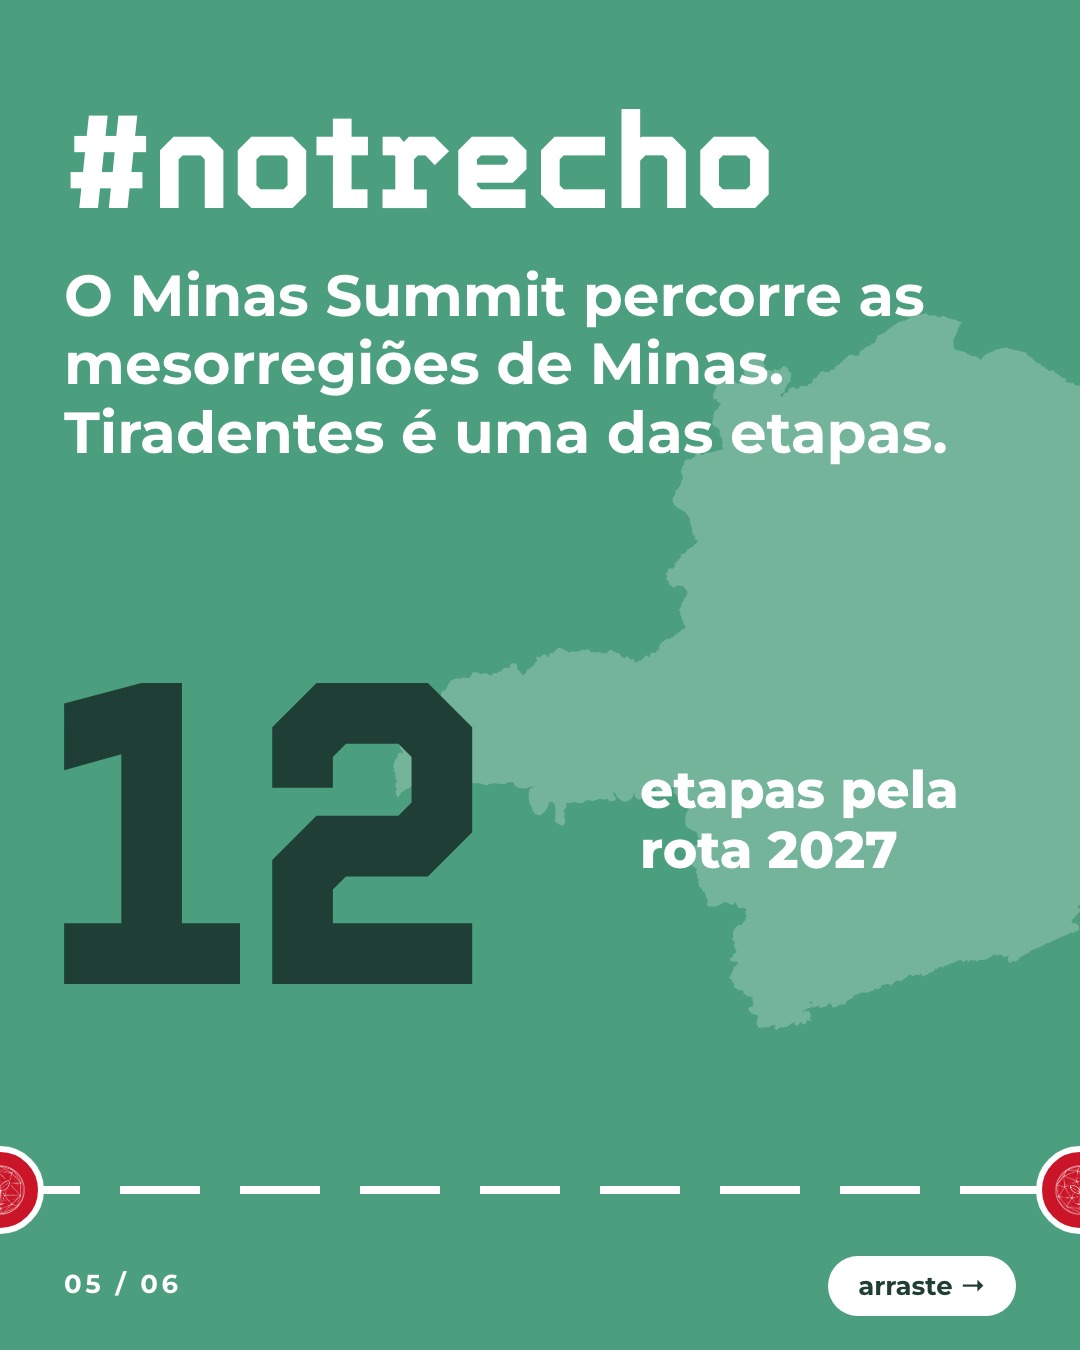 #notrecho
O Minas Summit percorre as
mesorregiões de Minas.
Tiradentes é uma das etapas.
12
etapas pela
rota 2027
05 / 06
arraste →